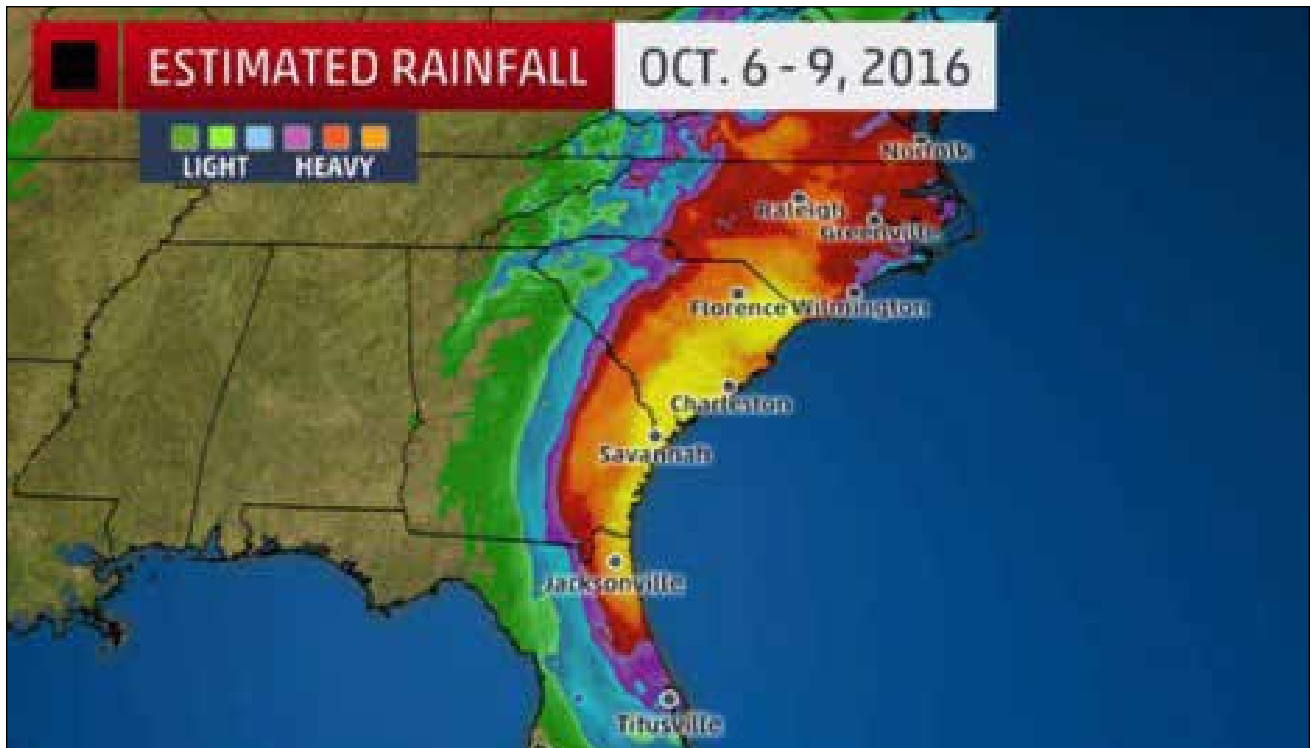 ESTIMATED RAINFALL OCT. 6 - 9, 2016
LIGHT HEAVY
Norfolk
Raleigh
Greenville
Florence Wilmington
Charleston
Savannah
Jacksonville
Titusville